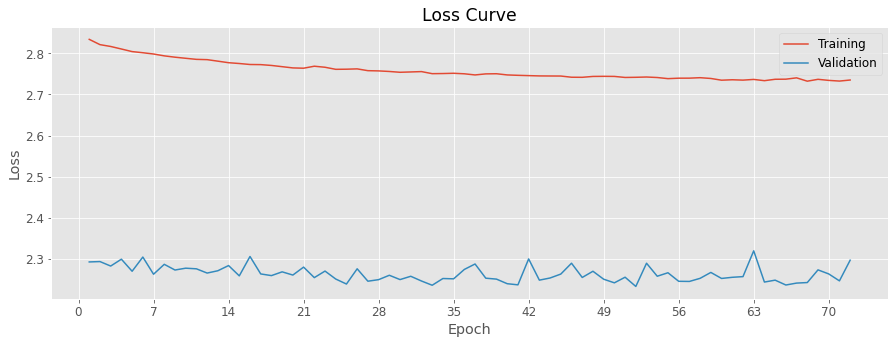 Loss Curve
Training
Validation
2.8
2.7
2.6
2.5
2.4
2.3
Loss
0 7 14 21 28 35 42 49 56 63 70
Epoch